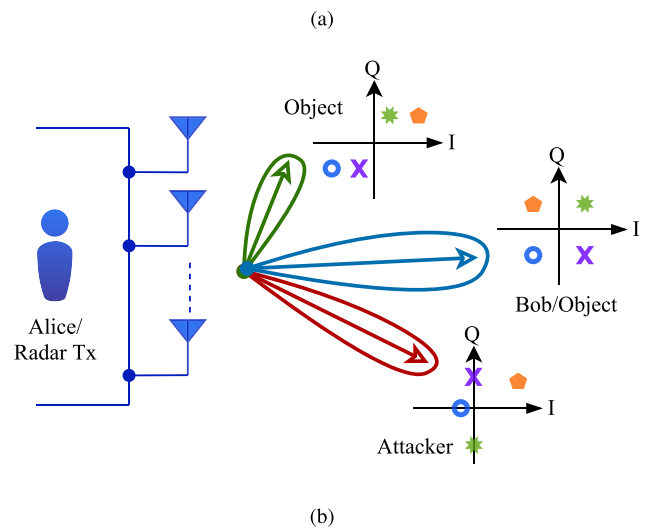 (a)
Q
Object
I
Q
I
Bob/Object
Alice/
Radar Tx
Q
I
Attacker
(b)